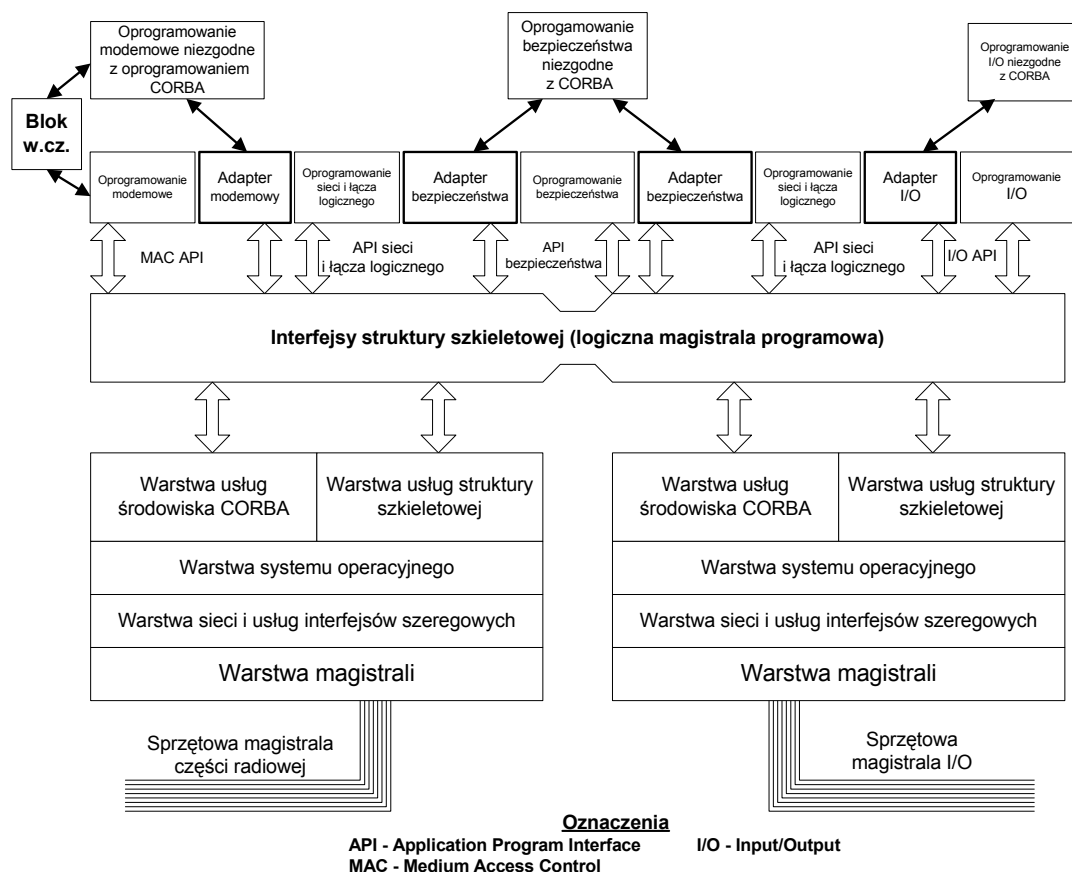 Oprogramowanie
modemowe niezgodne
z oprogramowaniem
CORBA
Oprogamowanie
bezpieczeństwa
niezgodne
z CORBA
Oprogramowanie
I/O niezgodne
z CORBA
Blok
w.cz.
Oprogramowanie
modemowe
Adapter
modemowy
Oprogramowanie
sieci i łącza
logicznego
Adapter
bezpieczeństwa
Oprogramowanie
bezpieczeństwa
Adapter
bezpieczeństwa
Oprogramowanie
sieci i łącza
logicznego
Adapter
I/O
Oprogramowanie
I/O
MAC API
API sieci
i łącza logicznego
API
bezpieczeństwa
API sieci
i łącza logicznego
I/O API
Interfejsy struktury szkieletowej (logiczna magistrala programowa)
Warstwa usług
środowiska CORBA
Warstwa usług struktury
szkieletowej
Warstwa systemu operacyjnego
Warstwa sieci i usług interfejsów szeregowych
Warstwa magistrali
Warstwa usług
środowiska CORBA
Warstwa usług struktury
szkieletowej
Warstwa systemu operacyjnego
Warstwa sieci i usług interfejsów szeregowych
Warstwa magistrali
Sprzętowa magistrala
części radiowej
Sprzętowa
magistrala I/O
Oznaczenia
API - Application Program Interface
I/O - Input/Output
MAC - Medium Access Control